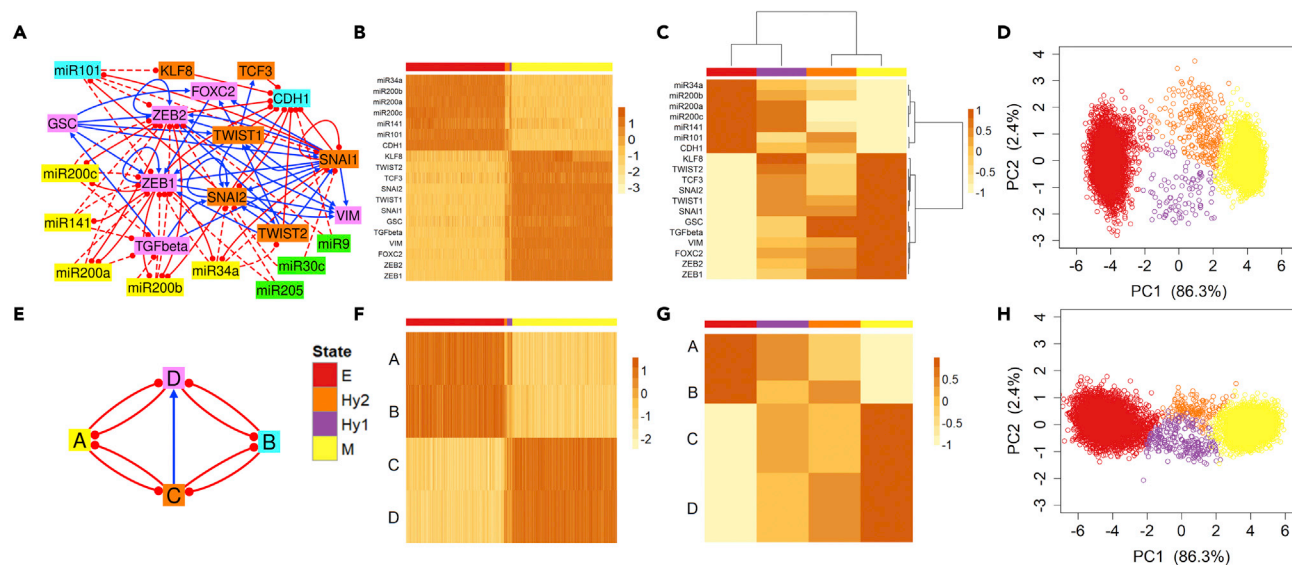 A
miR101
KLF8
TCF3
FOXC2
CDH1
GSC
ZEB2
TWIST1
SNAI1
miR200c
ZEB1
SNAI2
VIM
miR141
TGFbeta
TWIST2
miR9
miR200a
miR34a
miR30c
miR200b
miR205
B
miR34a
miR200b
miR200a
miR200c
miR141
miR101
CDH1
KLF8
TWIST2
TCF3
SNAI2
TWIST1
SNAI1
GSC
TGFbeta
VIM
FOXC2
ZEB2
ZEB1
1
0
-1
-2
-3
C
miR34a
miR200b
miR200a
miR200c
miR141
miR101
CDH1
KLF8
TWIST2
TCF3
SNAI2
TWIST1
SNAI1
GSC
TGFbeta
VIM
FOXC2
ZEB2
ZEB1
1
0.5
0
-0.5
-1
D
PC2 (2.4%)
4
3
2
1
0
-1
-2
-3
-6 -4 -2 0 2 4 6
PC1 (86.3%)
E
D
A
B
C
State
E
Hy2
Hy1
M
F
A
B
C
D
1
0
-1
-2
G
A
B
C
D
0.5
0
-0.5
H
PC2 (2.4%)
4
3
2
1
0
-1
-2
-3
-6 -4 -2 0 2 4 6
PC1 (86.3%)